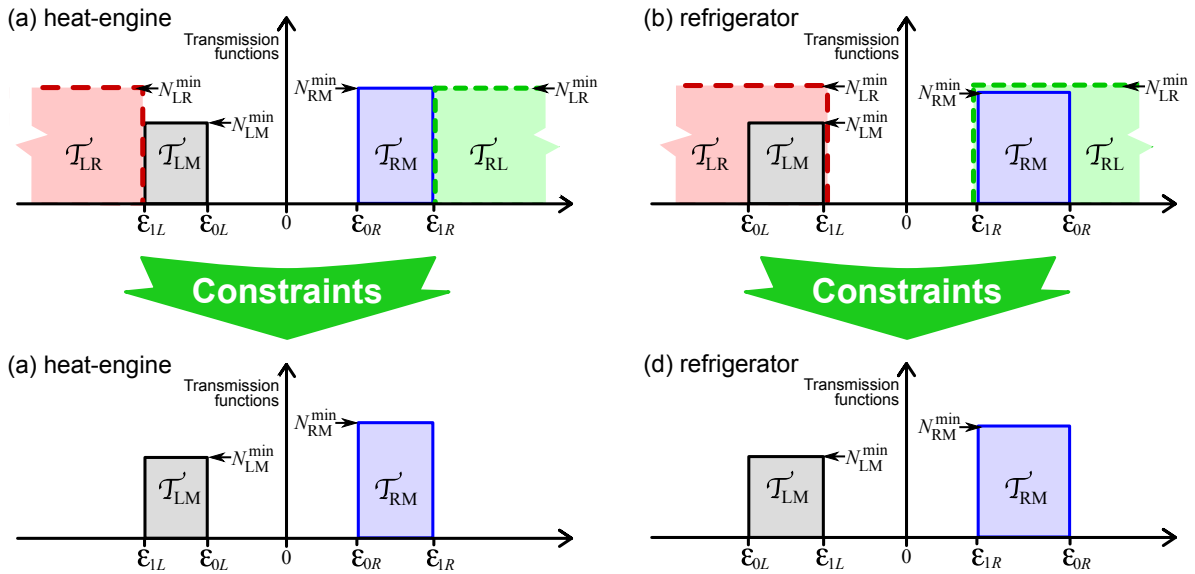 (a) heat-engine
Transmission
functions
N_LR^min
N_LM^min
N_RM^min
N_LR^min
𝒯_LR
𝒯_LM
𝒯_RM
𝒯_RL
ε_1L
ε_0L
0
ε_0R
ε_1R
(b) refrigerator
Transmission
functions
N_LR^min
N_LM^min
N_RM^min
N_LR^min
𝒯_LR
𝒯_LM
𝒯_RM
𝒯_RL
ε_0L
ε_1L
0
ε_1R
ε_0R
Constraints
Constraints
(a) heat-engine
Transmission
functions
N_LM^min
N_RM^min
𝒯_LM
𝒯_RM
ε_1L
ε_0L
0
ε_0R
ε_1R
(d) refrigerator
Transmission
functions
N_LM^min
N_RM^min
𝒯_LM
𝒯_RM
ε_0L
ε_1L
0
ε_1R
ε_0R